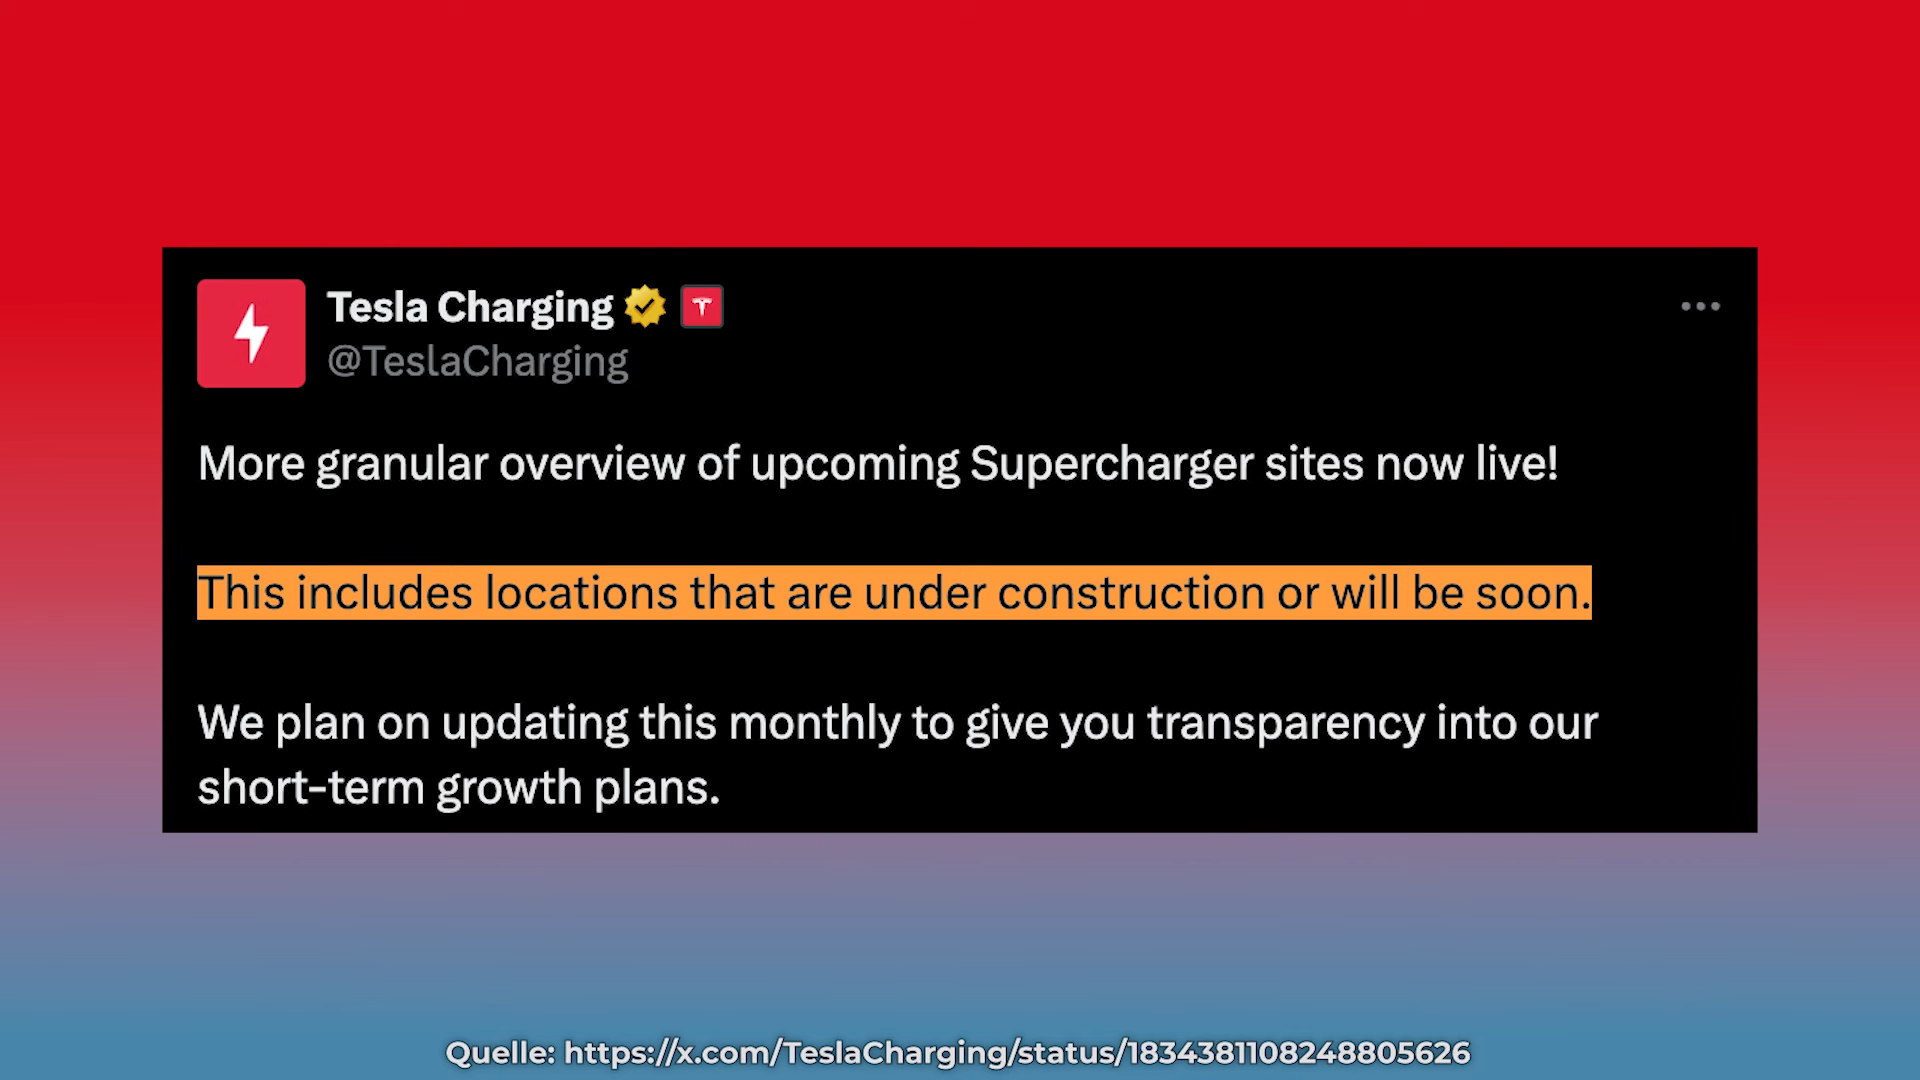 Tesla Charging
@TeslaCharging
More granular overview of upcoming Supercharger sites now live!
This includes locations that are under construction or will be soon.
We plan on updating this monthly to give you transparency into our
short-term growth plans.
Quelle: https://x.com/TeslaCharging/status/1834381108248805626